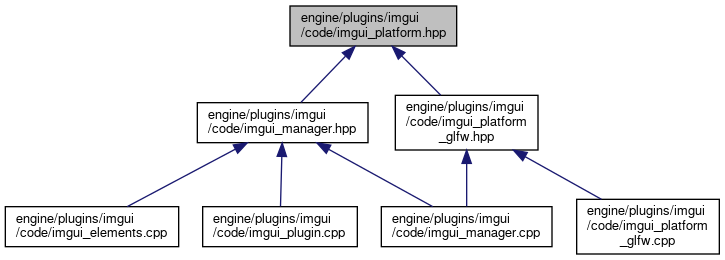 engine/plugins/imgui
/code/imgui_platform.hpp
engine/plugins/imgui
/code/imgui_manager.hpp
engine/plugins/imgui
/code/imgui_platform
_glfw.hpp
engine/plugins/imgui
/code/imgui_elements.cpp
engine/plugins/imgui
/code/imgui_plugin.cpp
engine/plugins/imgui
/code/imgui_manager.cpp
engine/plugins/imgui
/code/imgui_platform
_glfw.cpp